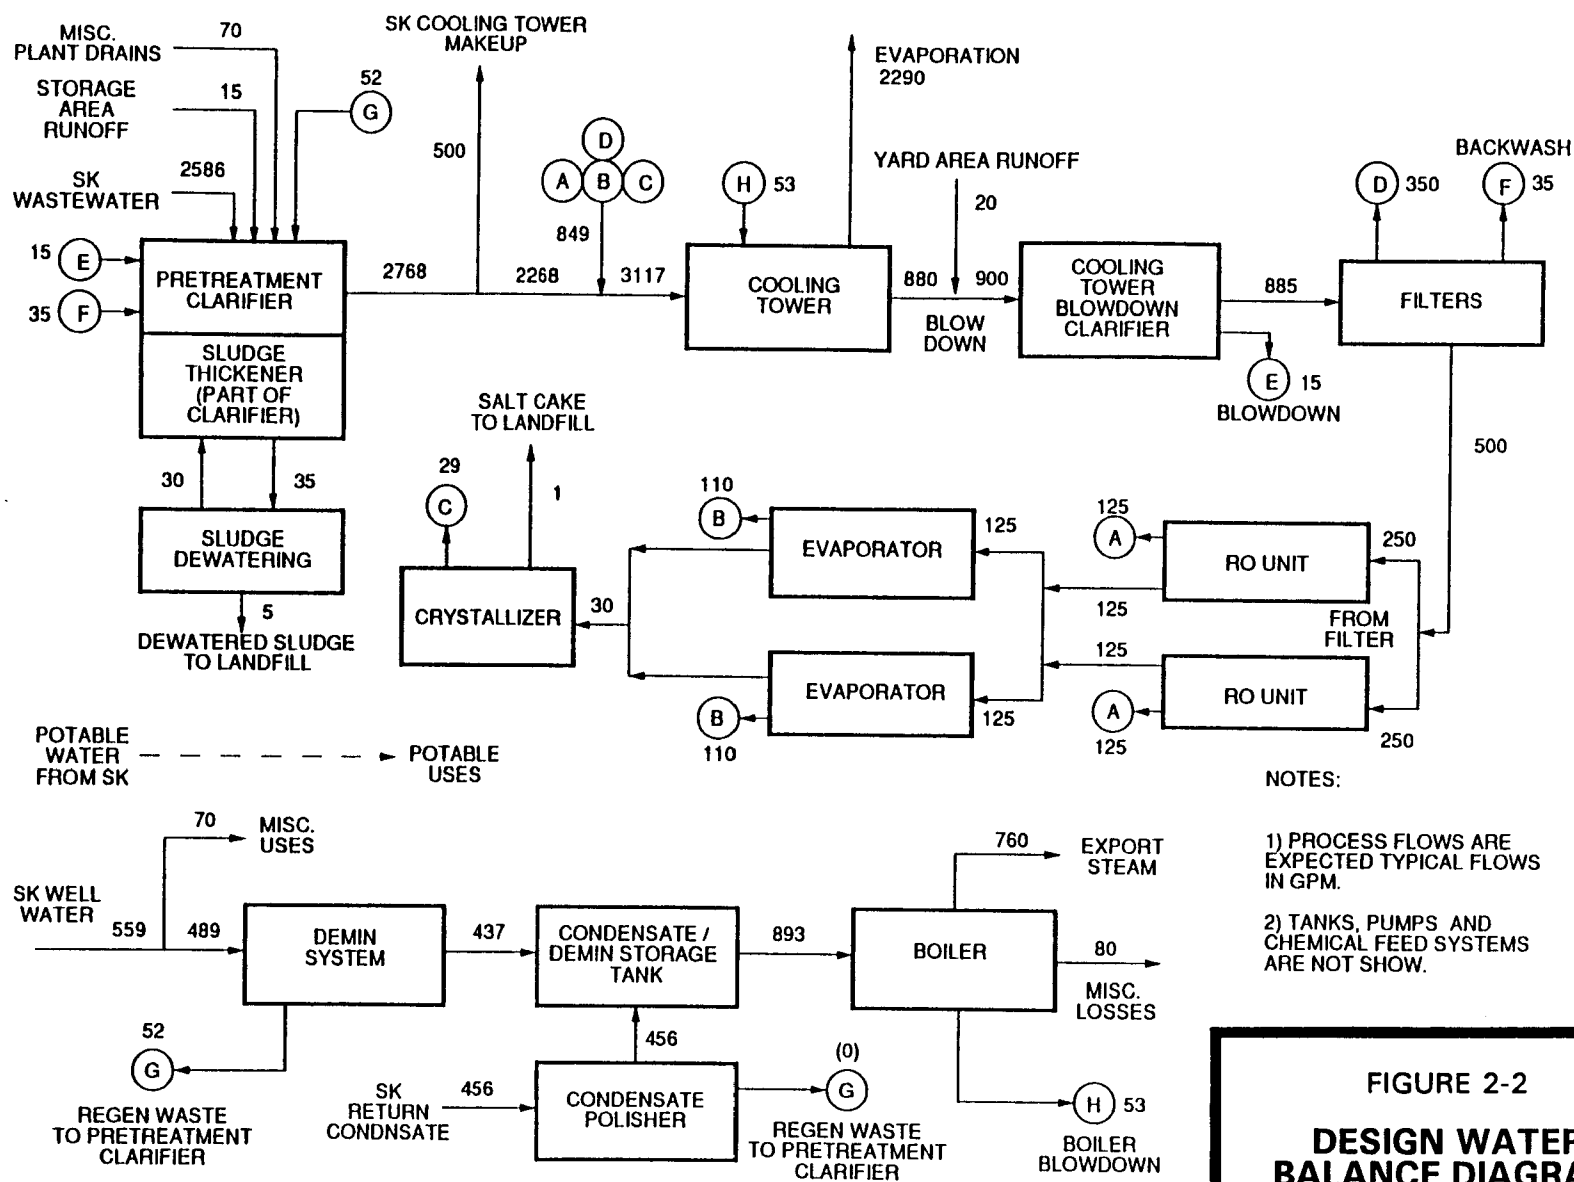 MISC.
PLANT DRAINS
70
STORAGE
AREA
RUNOFF
15
52
G
SK
WASTEWATER
2586
15
E
35
F
PRETREATMENT
CLARIFIER
SLUDGE
THICKENER
(PART OF
CLARIFIER)
30
35
SLUDGE
DEWATERING
5
DEWATERED SLUDGE
TO LANDFILL
2768
SK COOLING TOWER
MAKEUP
500
2268
D
A
B
C
849
3117
H
53
COOLING
TOWER
EVAPORATION
2290
880
BLOW
DOWN
YARD AREA RUNOFF
20
900
COOLING
TOWER
BLOWDOWN
CLARIFIER
885
E
15
BLOWDOWN
FILTERS
D
350
BACKWASH
F
35
500
250
FROM
FILTER
250
RO UNIT
RO UNIT
125
A
125
125
A
125
125
125
EVAPORATOR
EVAPORATOR
110
B
B
110
30
CRYSTALLIZER
29
C
SALT CAKE
TO LANDFILL
1
POTABLE
WATER
FROM SK
POTABLE
USES
SK WELL
WATER
559
70
MISC.
USES
489
DEMIN
SYSTEM
52
G
REGEN WASTE
TO PRETREATMENT
CLARIFIER
437
CONDENSATE /
DEMIN STORAGE
TANK
456
SK
RETURN
CONDNSATE
456
CONDENSATE
POLISHER
(0)
G
REGEN WASTE
TO PRETREATMENT
CLARIFIER
893
BOILER
760
EXPORT
STEAM
80
MISC.
LOSSES
H
53
BOILER
BLOWDOWN
NOTES:
1) PROCESS FLOWS ARE
EXPECTED TYPICAL FLOWS
IN GPM.
2) TANKS, PUMPS AND
CHEMICAL FEED SYSTEMS
ARE NOT SHOW.
FIGURE 2-2
DESIGN WATER
BALANCE DIAGRA